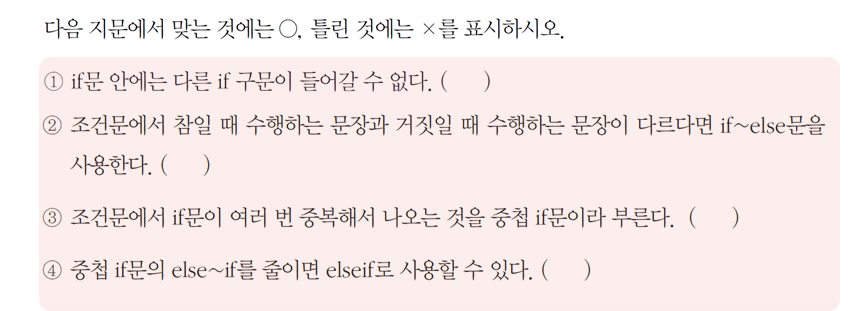 다음 지문에서 맞는 것에는 ○, 틀린 것에는 ×를 표시하시오.
① if문 안에는 다른 if 구문이 들어갈 수 없다. (     )
② 조건문에서 참일 때 수행하는 문장과 거짓일 때 수행하는 문장이 다르다면 if~else문을
사용한다. (     )
③ 조건문에서 if문이 여러 번 중복해서 나오는 것을 중첩 if문이라 부른다. (     )
④ 중첩 if문의 else~if를 줄이면 elseif로 사용할 수 있다. (     )